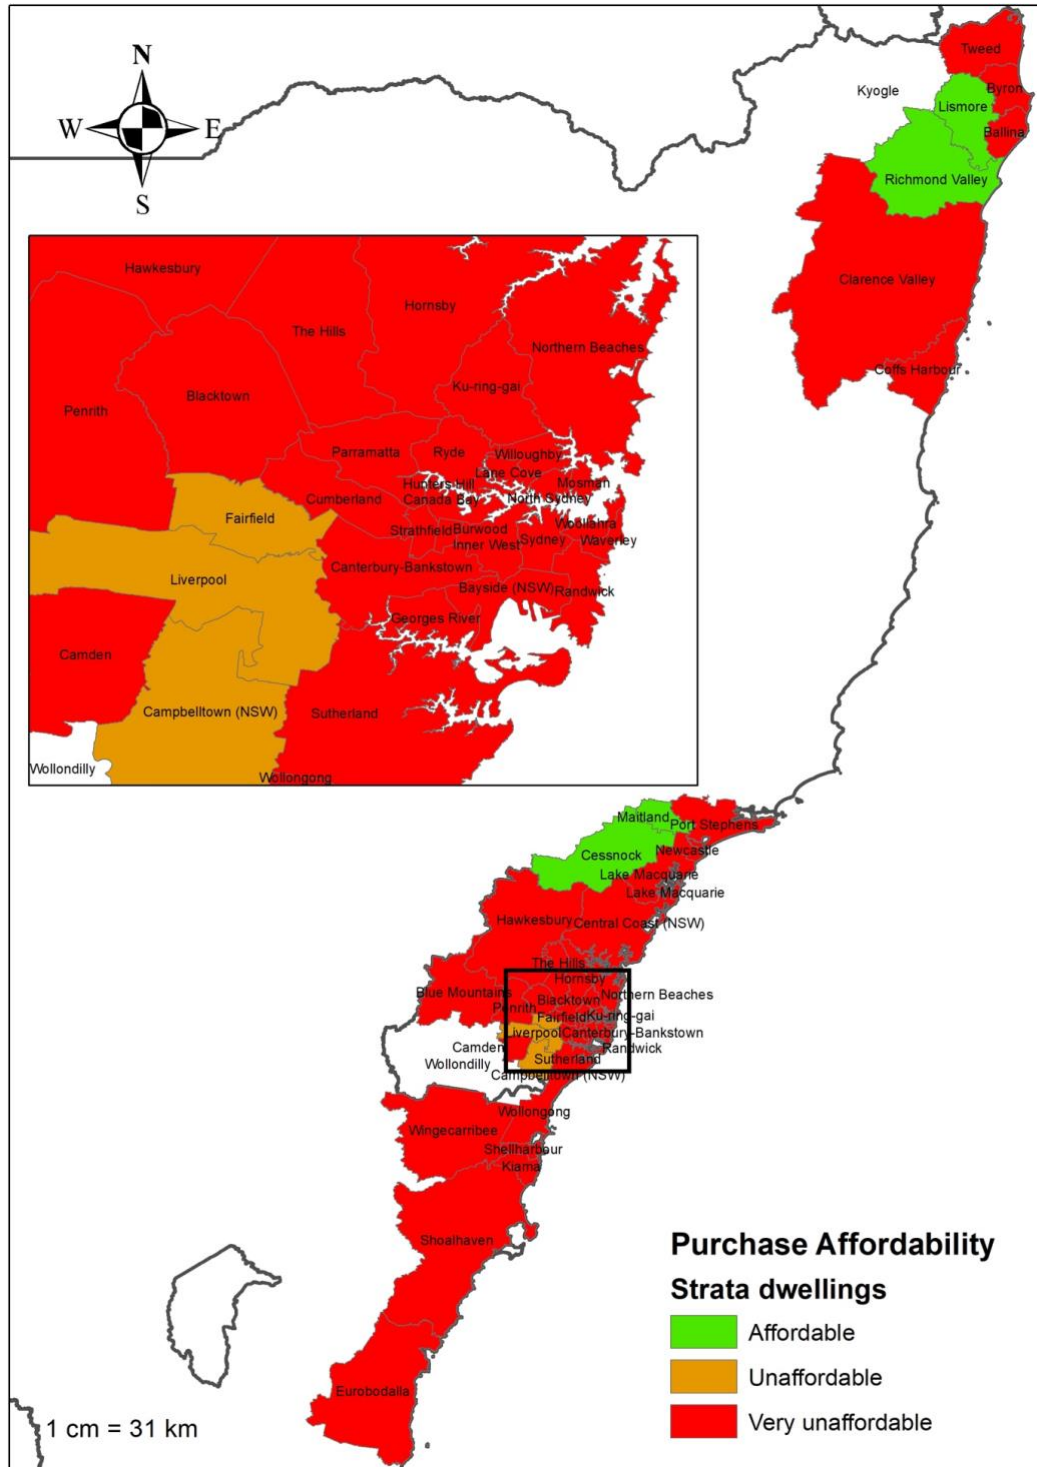 N
W
E
S
Tweed
Kyogle
Byron
Lismore
Ballina
Richmond Valley
Clarence Valley
Coffs Harbour
Hawkesbury
Hornsby
The Hills
Northern Beaches
Ku-ring-gai
Blacktown
Penrith
Parramatta
Ryde
Willoughby
Lane Cove
Hunters Hill
Mosman
Cumberland
Canada Bay
North Sydney
Fairfield
Woollahra
Strathfield
Burwood
Inner West
Sydney
Waverley
Canterbury-Bankstown
Liverpool
Bayside (NSW)
Randwick
Georges River
Camden
Campbelltown (NSW)
Sutherland
Wollondilly
Wollongong
Maitland
Port Stephens
Cessnock
Newcastle
Lake Macquarie
Lake Macquarie
Hawkesbury
Central Coast (NSW)
The Hills
Hornsby
Blue Mountains
Blacktown
Northern Beaches
Penrith
Fairfield
Ku-ring-gai
Liverpool
Canterbury-Bankstown
Camden
Randwick
Wollondilly
Sutherland
Campbelltown (NSW)
Wollongong
Wingecarribee
Shellharbour
Kiama
Shoalhaven
Eurobodalla
Purchase Affordability
Strata dwellings
Affordable
Unaffordable
Very unaffordable
1 cm = 31 km